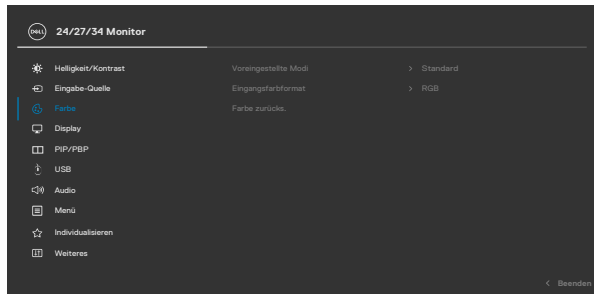 DELL 24/27/34 Monitor
Helligkeit/Kontrast Voreingestellte Modi > Standard
Eingabe-Quelle Eingangsfarbformat > RGB
Farbe Farbe zurücks.
Display
PIP/PBP
USB
Audio
Menü
Individualisieren
Weiteres
< Beenden